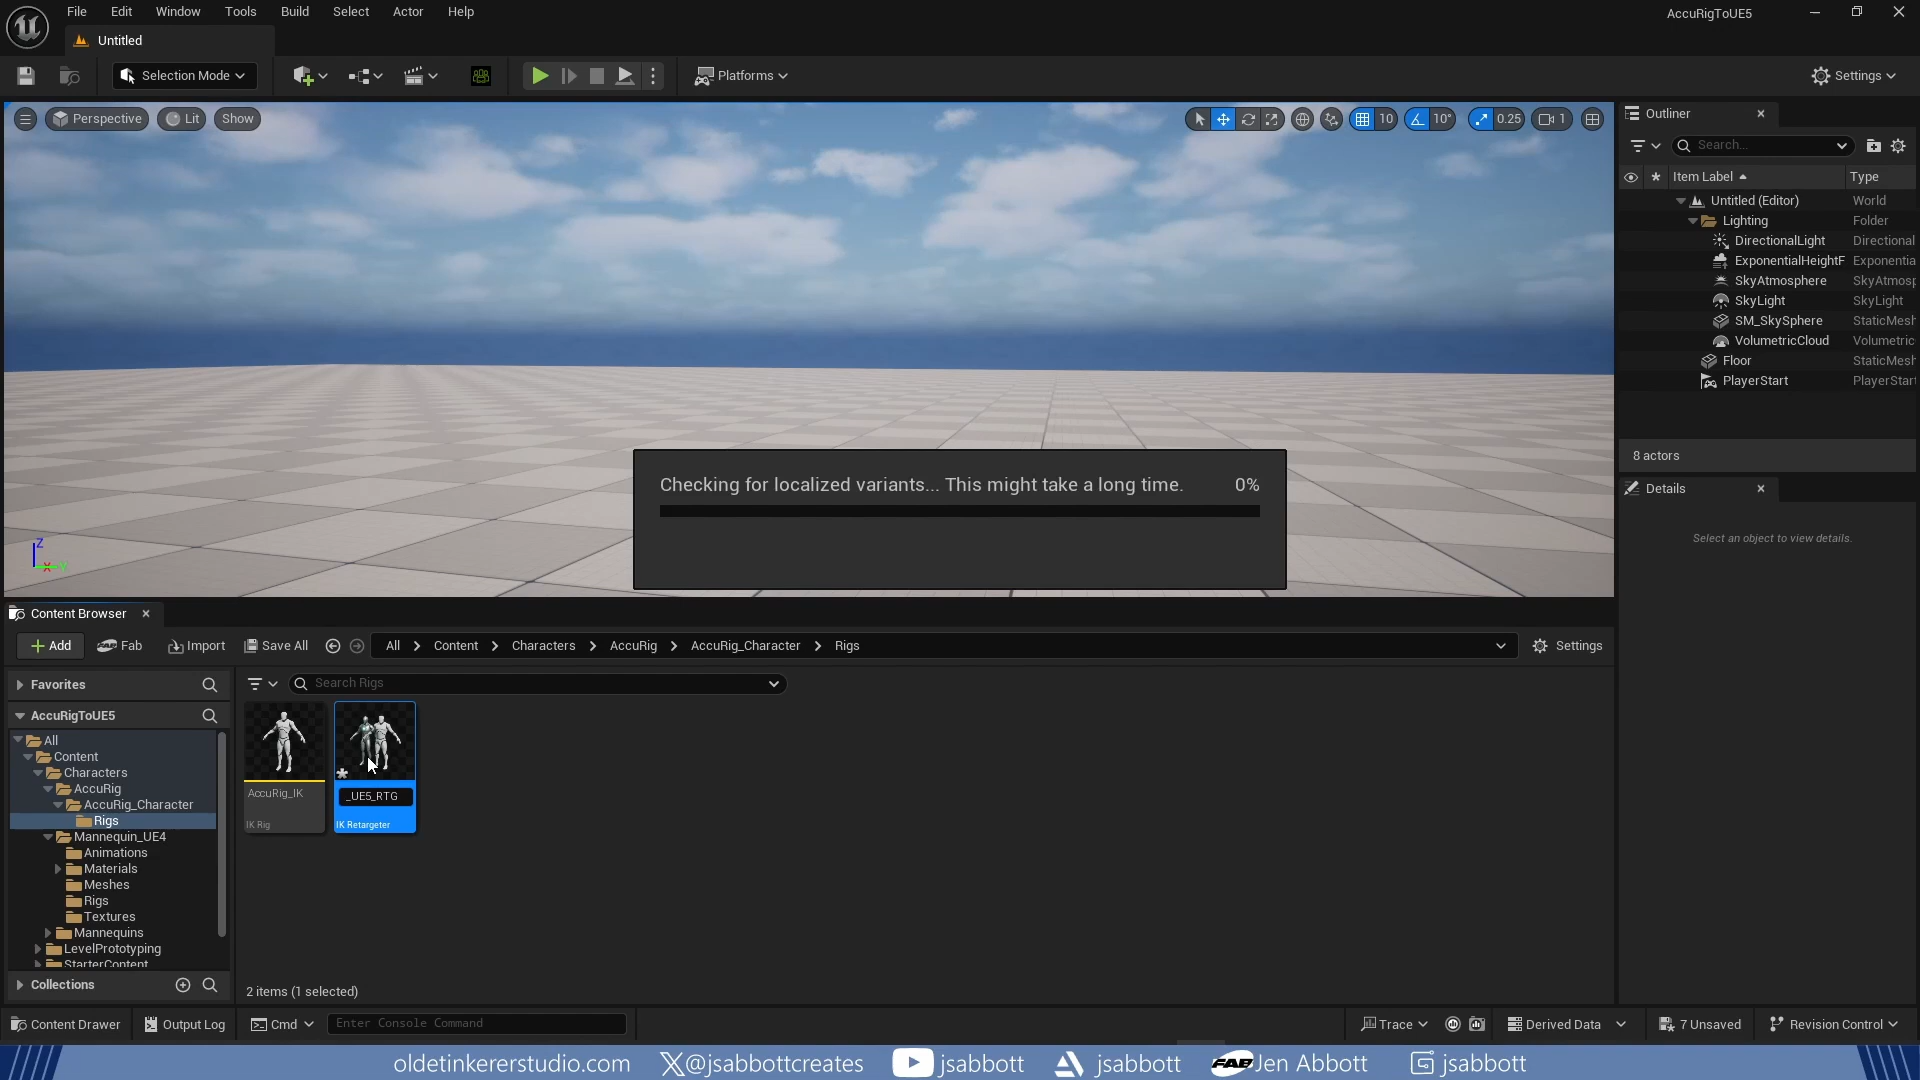 File Edit Window Tools Build Select Actor Help
AccuRigToUE5
Untitled
Selection Mode
Platforms
Settings
Perspective Lit Show
10 10° 0.25 1
Outliner
Search...
Item Label Type
Untitled (Editor) World
Lighting Folder
DirectionalLight Directional
ExponentialHeightF Exponentia
SkyAtmosphere SkyAtmosp
SkyLight SkyLight
SM_SkySphere StaticMesh
VolumetricCloud Volumetric
Floor StaticMesh
PlayerStart PlayerStart
8 actors
Details
Select an object to view details.
Checking for localized variants... This might take a long time. 0%
Z
X Y
Content Browser
Add Fab Import Save All All Content Characters AccuRig AccuRig_Character Rigs Settings
Favorites
Search Rigs
AccuRigToUE5
All
Content
Characters
AccuRig
AccuRig_Character
Rigs
Mannequin_UE4
Animations
Materials
Meshes
Rigs
Textures
Mannequins
LevelPrototyping
StarterContent
Collections
AccuRig_IK
IK Rig
_UE5_RTG
IK Retargeter
2 items (1 selected)
Content Drawer Output Log Cmd Enter Console Command Trace Derived Data 7 Unsaved Revision Control
oldetinkererstudio.com @jsabbottcreates jsabbott jsabbott FAB Jen Abbott jsabbott